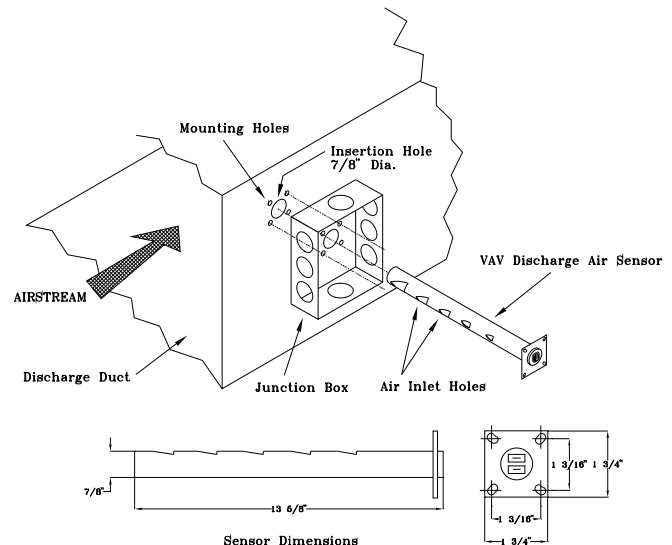 Mounting Holes
Insertion Hole
7/8" Dia.
VAV Discharge Air Sensor
AIRSTREAM
Discharge Duct
Junction Box
Air Inlet Holes
7/8"
13 5/8"
1 3/16"
1 3/4"
1 3/16"
1 3/4"
Sensor Dimensions